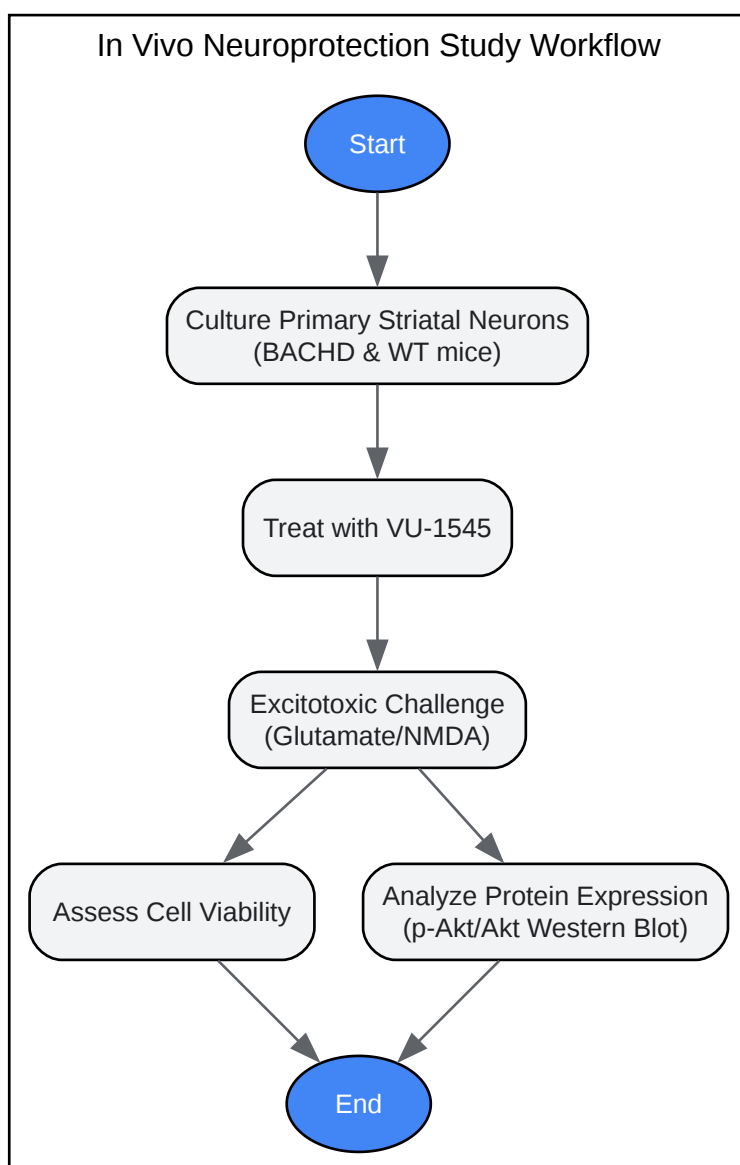 In Vivo Neuroprotection Study Workflow
Start
Culture Primary Striatal Neurons
(BACHD & WT mice)
Treat with VU-1545
Excitotoxic Challenge
(Glutamate/NMDA)
Assess Cell Viability
Analyze Protein Expression
(p-Akt/Akt Western Blot)
End